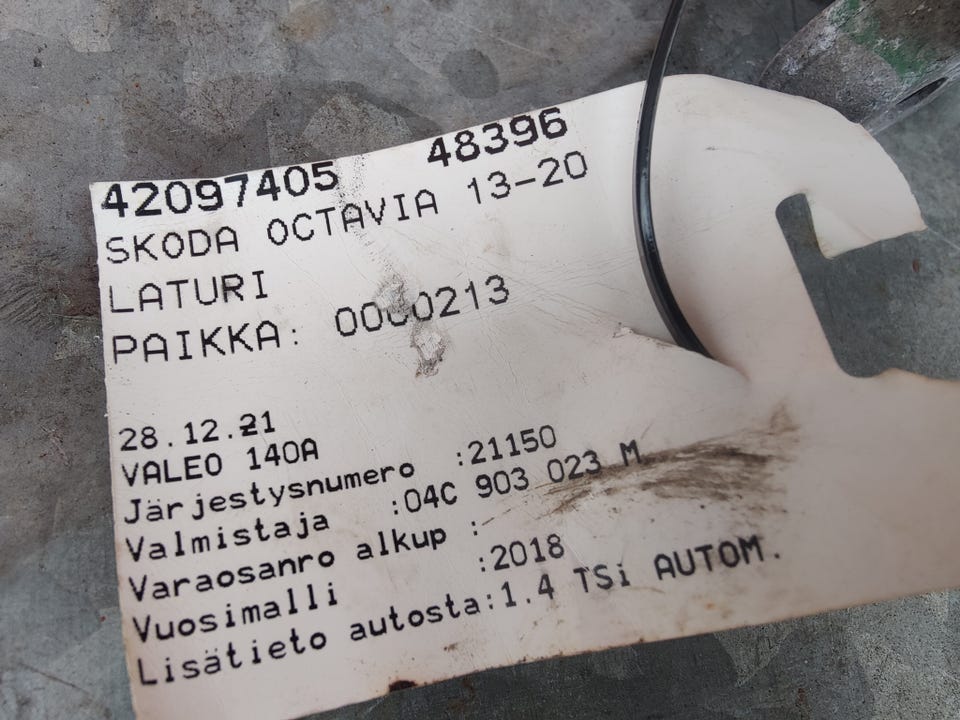 42097405 48396
SKODA OCTAVIA 13-20
LATURI
PAIKKA: 0000213
28.12.21
VALEO 140A
Järjestysnumero :21150
Valmistaja :04C 903 023 M
Varaosanro alkup :
Vuosimalli :2018
Lisätieto autosta:1.4 TSi AUTOM.